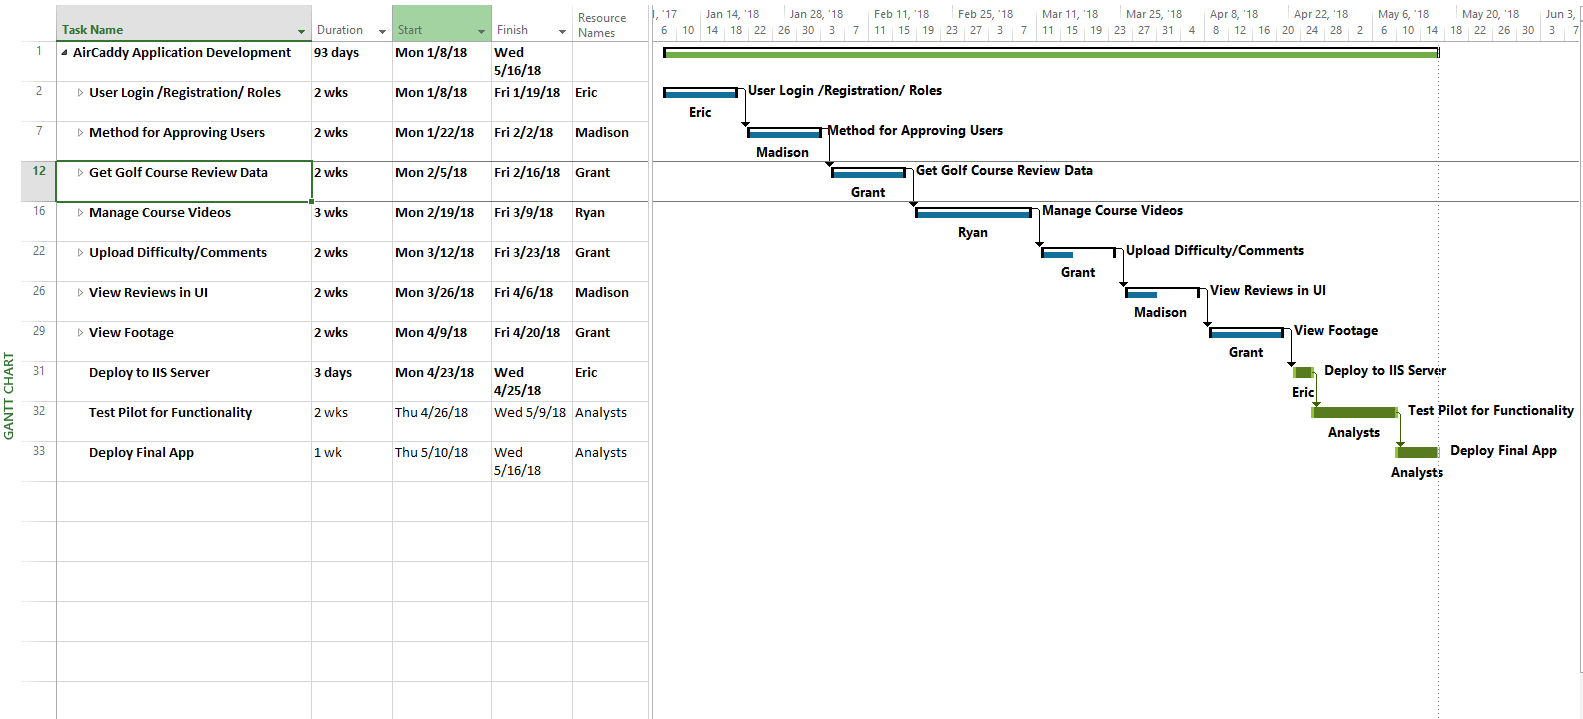 Task Name Duration Start Finish Resource Names
l, '17 Jan 14, '18 Jan 28, '18 Feb 11, '18 Feb 25, '18 Mar 11, '18 Mar 25, '18 Apr 8, '18 Apr 22, '18 May 6, '18 May 20, '18 Jun 3,
6 10 14 18 22 26 30 3 7 11 15 19 23 27 3 7 11 15 19 23 27 31 4 8 12 16 20 24 28 2 6 10 14 18 22 26 30 3 7
1 AirCaddy Application Development 93 days Mon 1/8/18 Wed 5/16/18
2 User Login /Registration/ Roles 2 wks Mon 1/8/18 Fri 1/19/18 Eric
7 Method for Approving Users 2 wks Mon 1/22/18 Fri 2/2/18 Madison
12 Get Golf Course Review Data 2 wks Mon 2/5/18 Fri 2/16/18 Grant
16 Manage Course Videos 3 wks Mon 2/19/18 Fri 3/9/18 Ryan
22 Upload Difficulty/Comments 2 wks Mon 3/12/18 Fri 3/23/18 Grant
26 View Reviews in UI 2 wks Mon 3/26/18 Fri 4/6/18 Madison
29 View Footage 2 wks Mon 4/9/18 Fri 4/20/18 Grant
31 Deploy to IIS Server 3 days Mon 4/23/18 Wed 4/25/18 Eric
32 Test Pilot for Functionality 2 wks Thu 4/26/18 Wed 5/9/18 Analysts
33 Deploy Final App 1 wk Thu 5/10/18 Wed 5/16/18 Analysts
GANTT CHART
User Login /Registration/ Roles
Eric
Method for Approving Users
Madison
Get Golf Course Review Data
Grant
Manage Course Videos
Ryan
Upload Difficulty/Comments
Grant
View Reviews in UI
Madison
View Footage
Grant
Deploy to IIS Server
Eric
Test Pilot for Functionality
Analysts
Deploy Final App
Analysts